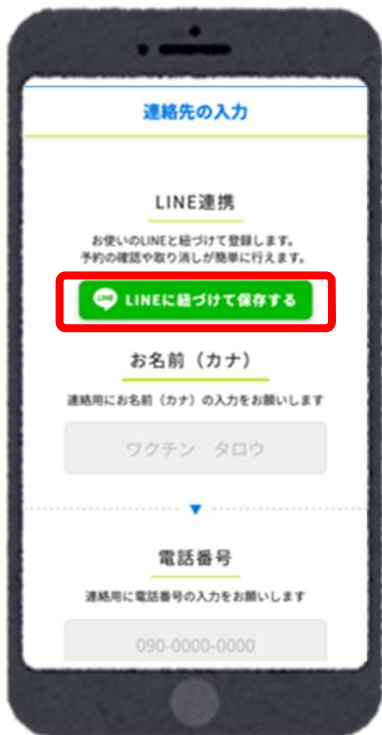 連絡先の入力
LINE連携
お使いのLINEと紐づけて登録します。
予約の確認や取り消しが簡単に行えます。
LINE LINEに紐づけて保存する
お名前（カナ）
連絡用にお名前（カナ）の入力をお願いします
ワクチン　タロウ
電話番号
連絡用に電話番号の入力をお願いします
090-0000-0000